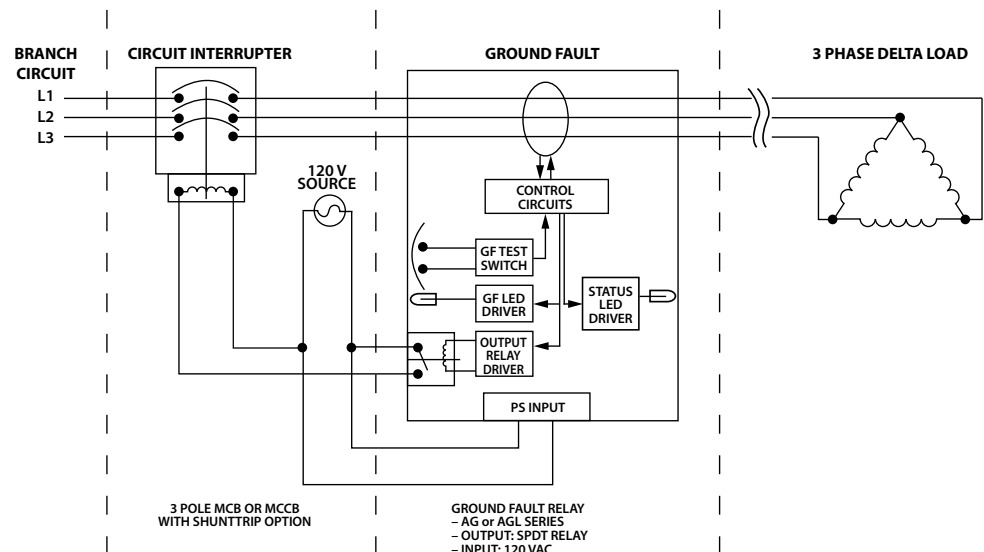 BRANCH
CIRCUIT
L1
L2
L3
CIRCUIT INTERRUPTER
GROUND FAULT
3 PHASE DELTA LOAD
120 V
SOURCE
CONTROL
CIRCUITS
GF TEST
SWITCH
GF LED
DRIVER
STATUS
LED
DRIVER
OUTPUT
RELAY
DRIVER
PS INPUT
3 POLE MCB OR MCCB
WITH SHUNTTRIP OPTION
GROUND FAULT RELAY
– AG or AGL SERIES
– OUTPUT: SPDT RELAY
– INPUT: 120 VAC